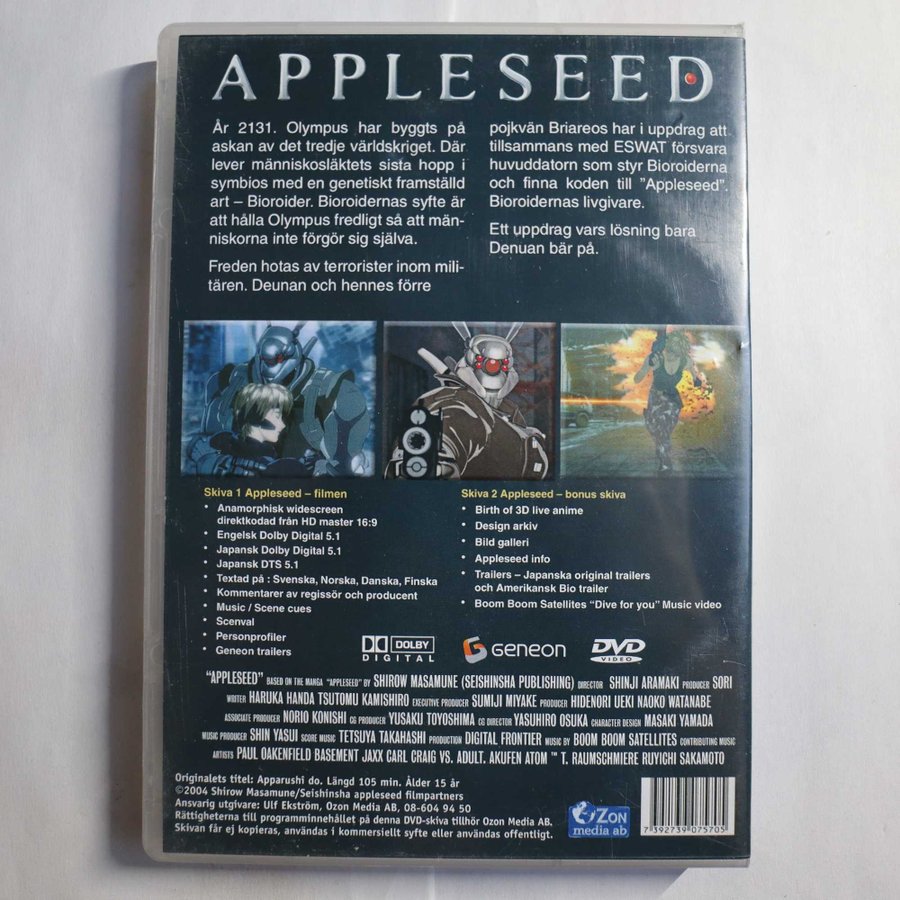 APPLESEED
År 2131. Olympus har byggts på
askan av det tredje världskriget. Där
lever människosläktets sista hopp i
symbios med en genetiskt framställd
art – Bioroider. Bioroidernas syfte är
att hålla Olympus fredligt så att män-
niskorna inte förgör sig själva.
Freden hotas av terrorister inom mili-
tären. Deunan och hennes förre
pojkvän Briareos har i uppdrag att
tillsammans med ESWAT försvara
huvuddatorn som styr Bioroiderna
och finna koden till ”Appleseed”.
Bioroidernas livgivare.
Ett uppdrag vars lösning bara
Denuan bär på.
Skiva 1 Appleseed – filmen
• Anamorphisk widescreen
direktkodad från HD master 16:9
• Engelsk Dolby Digital 5.1
• Japansk Dolby Digital 5.1
• Japansk DTS 5.1
• Textad på : Svenska, Norska, Danska, Finska
• Kommentarer av regissör och producent
• Music / Scene cues
• Scenval
• Personprofiler
• Geneon trailers
Skiva 2 Appleseed – bonus skiva
• Birth of 3D live anime
• Design arkiv
• Bild galleri
• Appleseed info
• Trailers – Japanska original trailers
och Amerikansk Bio trailer
• Boom Boom Satellites ”Dive for you” Music video
DOLBY
DIGITAL
GENEON
DVD
VIDEO
"APPLESEED" BASED ON THE MANGA "APPLESEED" BY SHIROW MASAMUNE (SEISHINSHA PUBLISHING) DIRECTOR SHINJI ARAMAKI PRODUCER SORI
WRITER HARUKA HANDA TSUTOMU KAMISHIRO EXECUTIVE PRODUCER SUMIJI MIYAKE PRODUCER HIDENORI UEKI NAOKO WATANABE
ASSOCIATE PRODUCER NORIO KONISHI CG PRODUCER YUSAKU TOYOSHIMA CG DIRECTOR YASUHIRO OSUKA CHARACTER DESIGN MASAKI YAMADA
MUSIC PRODUCER SHIN YASUI SCORE MUSIC TETSUYA TAKAHASHI PRODUCTION DIGITAL FRONTIER MUSIC BY BOOM BOOM SATELLITES CONTRIBUTING MUSIC
ARTISTS PAUL OAKENFIELD BASEMENT JAXX CARL CRAIG VS. ADULT. AKUFEN ATOM ™ T. RAUMSCHMIERE RUYICHI SAKAMOTO
Originalets titel: Apparushi do. Längd 105 min. Ålder 15 år
©2004 Shirow Masamune/Seishinsha appleseed filmpartners
Ansvarig utgivare: Ulf Ekström, Ozon Media AB, 08-604 94 50
Rättigheterna till programminnehållet på denna DVD-skiva tillhör Ozon Media AB.
Skivan får ej kopieras, användas i kommersiellt syfte eller användas offentligt.
OZON
media ab
7 392739 075705